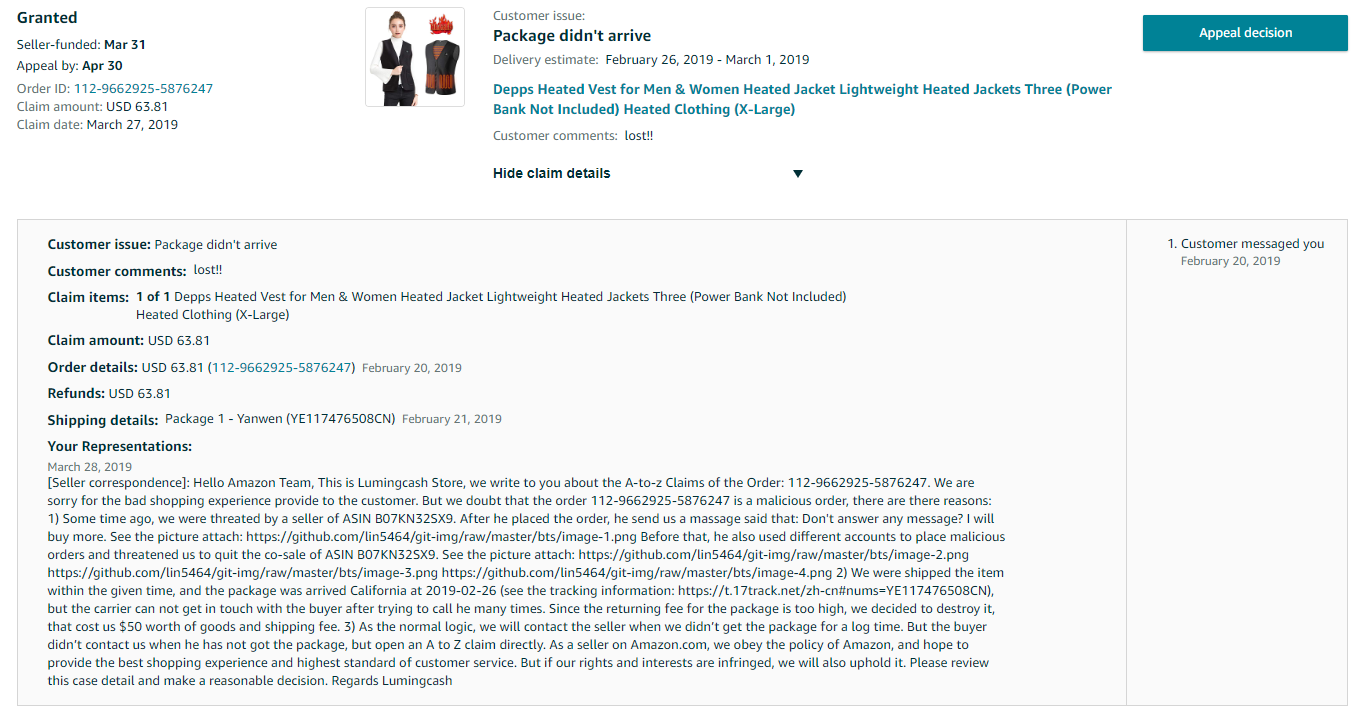 Granted
Seller-funded: Mar 31
Appeal by: Apr 30
Order ID: 112-9662925-5876247
Claim amount: USD 63.81
Claim date: March 27, 2019
Customer issue:
Package didn't arrive
Delivery estimate: February 26, 2019 - March 1, 2019
Depps Heated Vest for Men & Women Heated Jacket Lightweight Heated Jackets Three (Power
Bank Not Included) Heated Clothing (X-Large)
Customer comments: lost!!
Hide claim details
Appeal decision
Customer issue: Package didn't arrive
Customer comments: lost!!
Claim items: 1 of 1 Depps Heated Vest for Men & Women Heated Jacket Lightweight Heated Jackets Three (Power Bank Not Included)
Heated Clothing (X-Large)
Claim amount: USD 63.81
Order details: USD 63.81 (112-9662925-5876247) February 20, 2019
Refunds: USD 63.81
Shipping details: Package 1 - Yanwen (YE117476508CN) February 21, 2019
Your Representations:
March 28, 2019
[Seller correspondence]: Hello Amazon Team, This is Lumingcash Store, we write to you about the A-to-z Claims of the Order: 112-9662925-5876247. We are
sorry for the bad shopping experience provide to the customer. But we doubt that the order 112-9662925-5876247 is a malicious order, there are there reasons:
1) Some time ago, we were threated by a seller of ASIN B07KN32SX9. After he placed the order, he send us a massage said that: Don't answer any message? I will
buy more. See the picture attach: https://github.com/lin5464/git-img/raw/master/bts/image-1.png Before that, he also used different accounts to place malicious
orders and threatened us to quit the co-sale of ASIN B07KN32SX9. See the picture attach: https://github.com/lin5464/git-img/raw/master/bts/image-2.png
https://github.com/lin5464/git-img/raw/master/bts/image-3.png https://github.com/lin5464/git-img/raw/master/bts/image-4.png 2) We were shipped the item
within the given time, and the package was arrived California at 2019-02-26 (see the tracking information: https://t.17track.net/zh-cn#nums=YE117476508CN),
but the carrier can not get in touch with the buyer after trying to call he many times. Since the returning fee for the package is too high, we decided to destroy it,
that cost us $50 worth of goods and shipping fee. 3) As the normal logic, we will contact the seller when we didn't get the package for a log time. But the buyer
didn't contact us when he has not got the package, but open an A to Z claim directly. As a seller on Amazon.com, we obey the policy of Amazon, and hope to
provide the best shopping experience and highest standard of customer service. But if our rights and interests are infringed, we will also uphold it. Please review
this case detail and make a reasonable decision. Regards Lumingcash
1. Customer messaged you
February 20, 2019